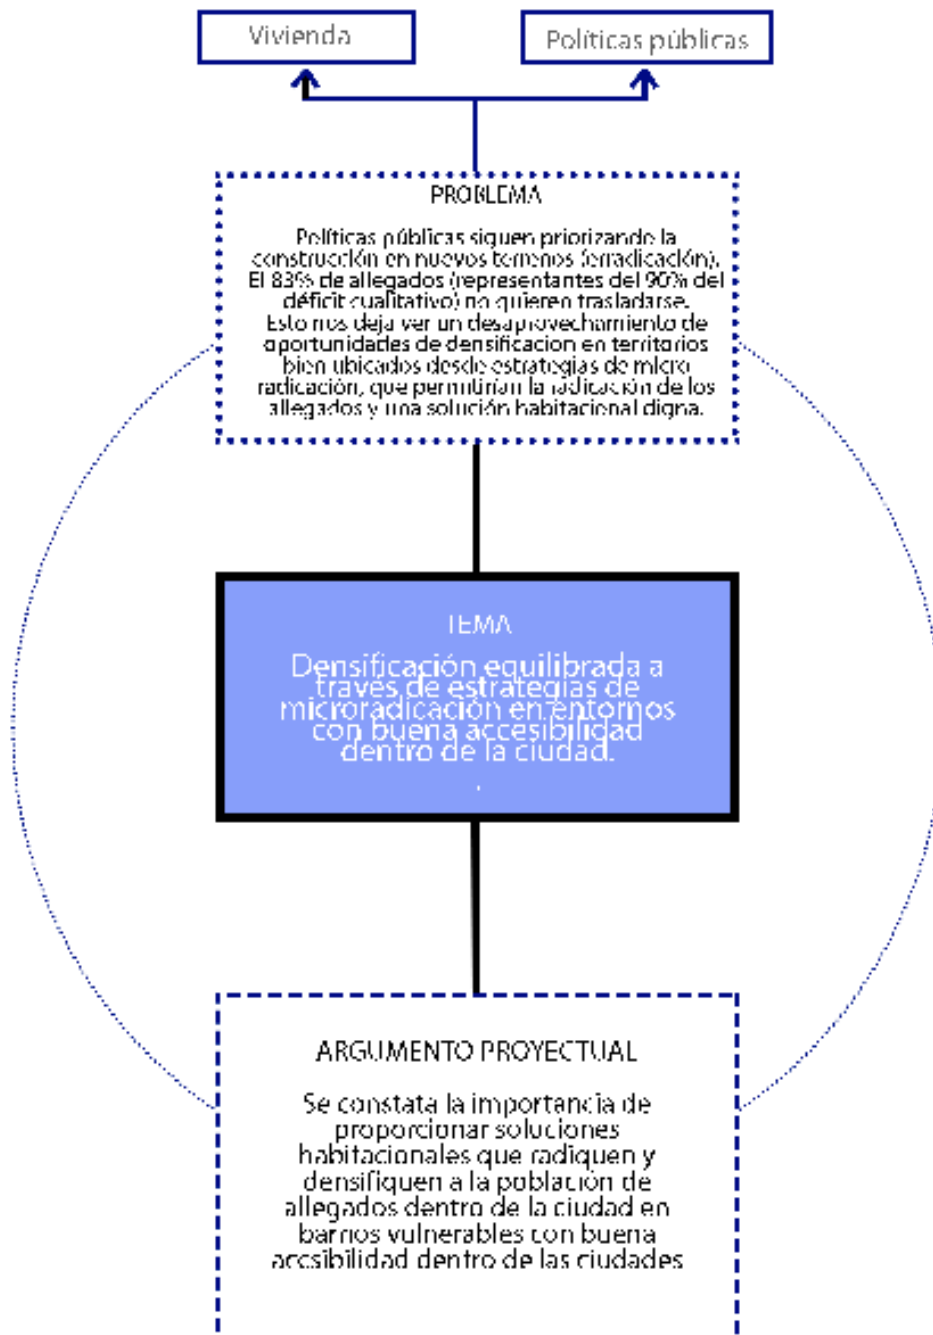 Vivienda
Políticas públicas
PROBLEMA
Políticas públicas siguen priorizando la
construcción en nuevos terrenos (erradicación).
El 83% de allegados (representantes del 90% del
déficit cualitativo) no quieren trasladarse.
Esto nos deja ver un desaprovechamiento de
oportunidades de densificacion en territorios
bien ubicados desde estrategias de micro
radicación, que permitirían la radicación de los
allegados y una solución habitacional digna.
TEMA
Densificación equilibrada a
través de estrategias de
microradicación en entornos
con buena accesibilidad
dentro de la ciudad.
.
ARGUMENTO PROYECTUAL
Se constata la importancia de
proporcionar soluciones
habitacionales que radiquen y
densifiquen a la población de
allegados dentro de la ciudad en
barrios vulnerables con buena
accsibilidad dentro de las ciudades